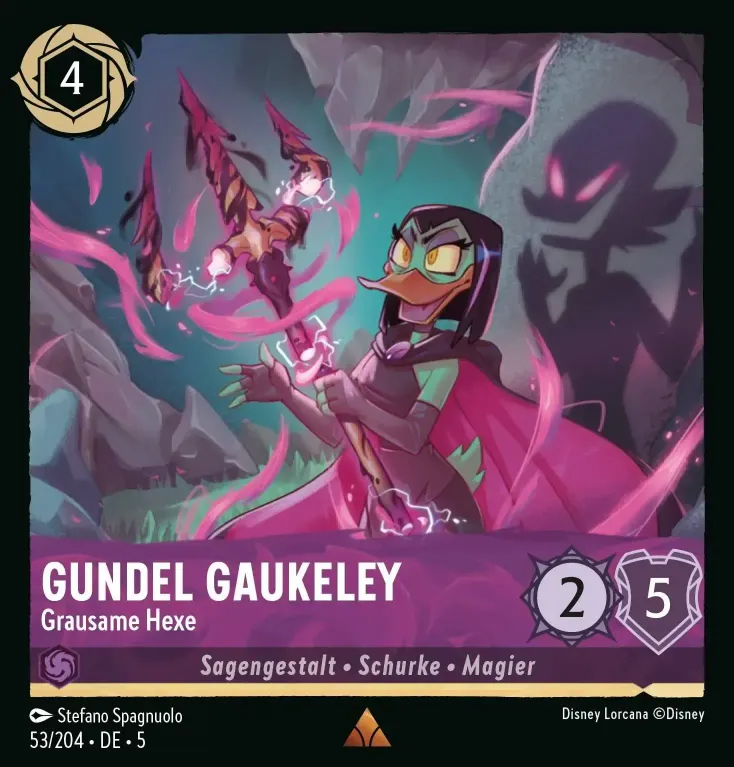 4
GUNDEL GAUKELEY
Grausame Hexe
2
5
Sagengestalt • Schurke • Magier
Stefano Spagnuolo
Disney Lorcana ©Disney
53/204 • DE • 5